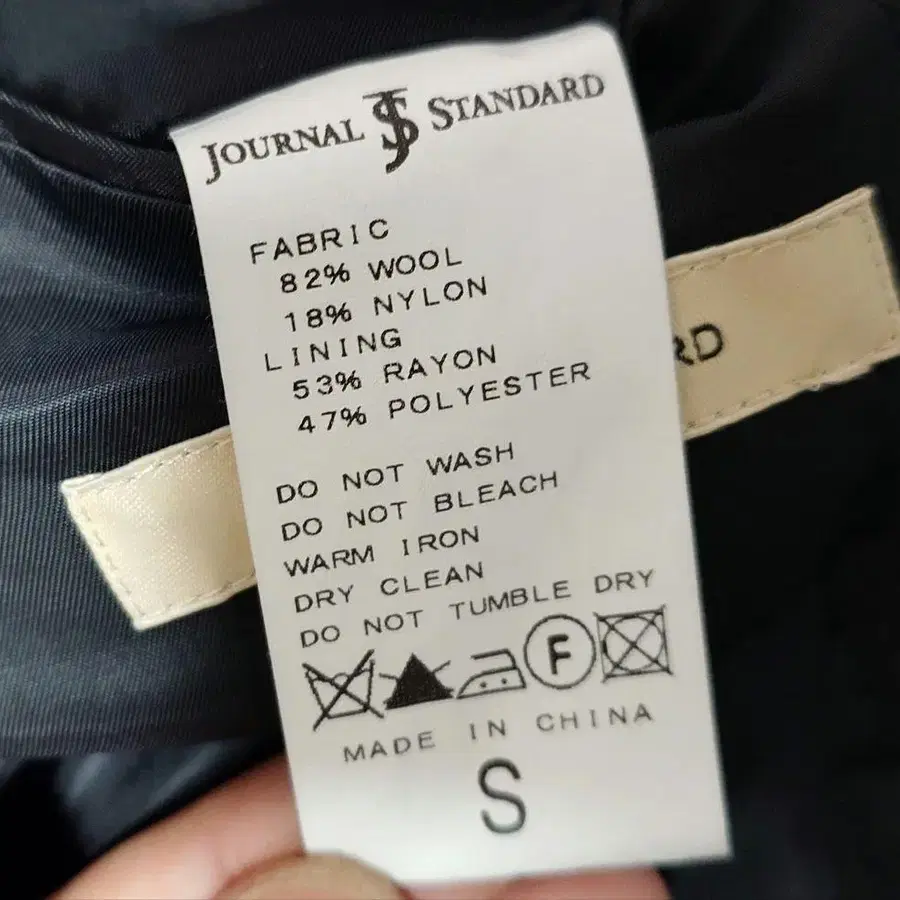 JOURNAL JS STANDARD
FABRIC
82% WOOL
18% NYLON
LINING
53% RAYON
47% POLYESTER
DO NOT WASH
DO NOT BLEACH
WARM IRON
DRY CLEAN
DO NOT TUMBLE DRY
F
MADE IN CHINA
S
RD